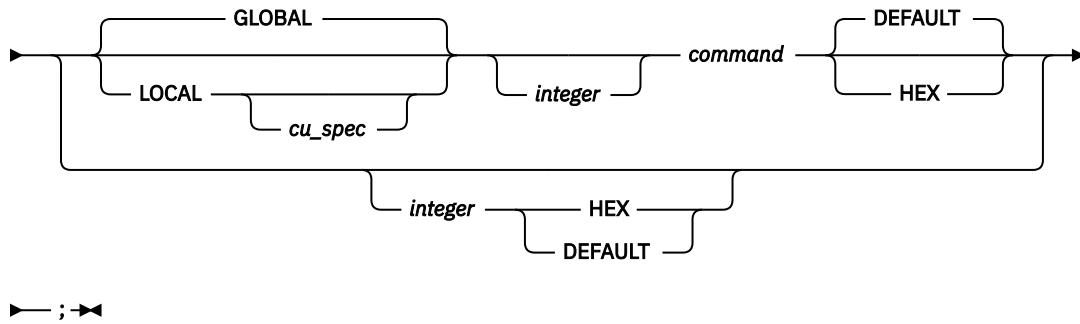 GLOBAL
LOCAL
cu_spec
integer
command
DEFAULT
HEX
integer
HEX
DEFAULT
;